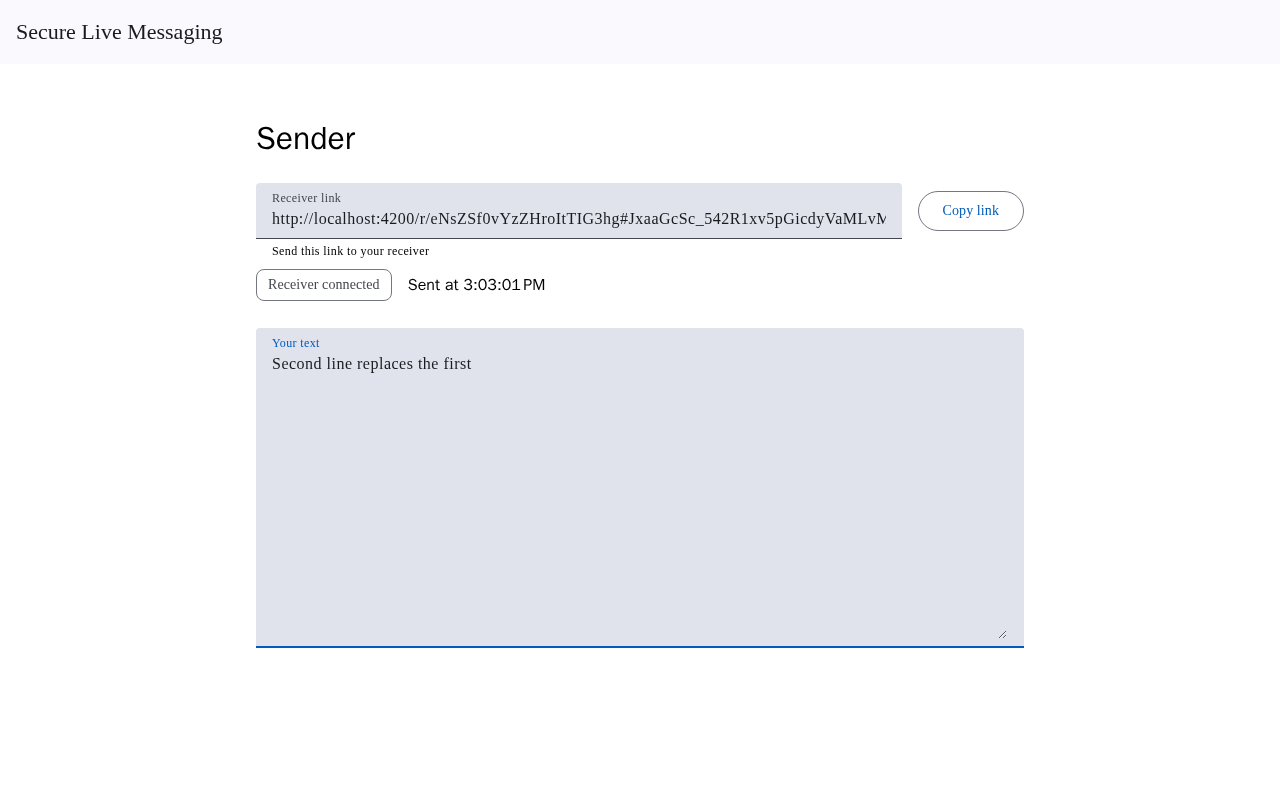 Secure Live Messaging
Sender
Receiver link
http://localhost:4200/r/eNsZSf0vYzZHroItTIG3hg#JxaaGcSc_542R1xv5pGicdyVaMLvM
Copy link
Send this link to your receiver
Receiver connected
Sent at 3:03:01 PM
Your text
Second line replaces the first